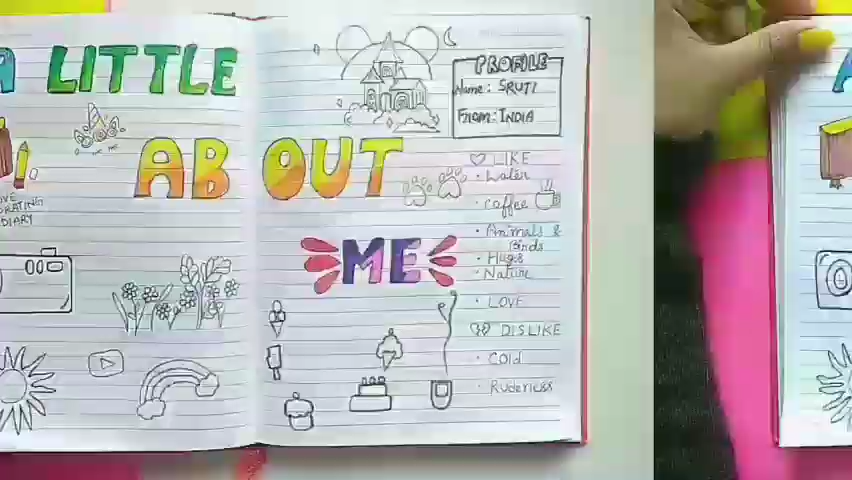 A LITTLE
PROFILE
Name: SRUTI
From: INDIA
ABOUT
LIKE
• Water
• Coffee
• Animals &
Birds
• Hugs
• Nature
• LOVE
DISLIKE
• Cold
• Rudeness
ME
DIARY